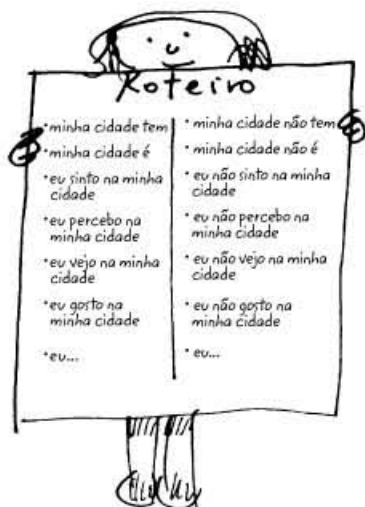 Roteiro
• minha cidade tem
• minha cidade é
• eu sinto na minha
cidade
• eu percebo na
minha cidade
• eu vejo na minha
cidade
• eu gosto na
minha cidade
• eu...
• minha cidade não tem
• minha cidade não é
• eu não sinto na minha
cidade
• eu não percebo na
minha cidade
• eu não vejo na minha
cidade
• eu não gosto na
minha cidade
• eu...